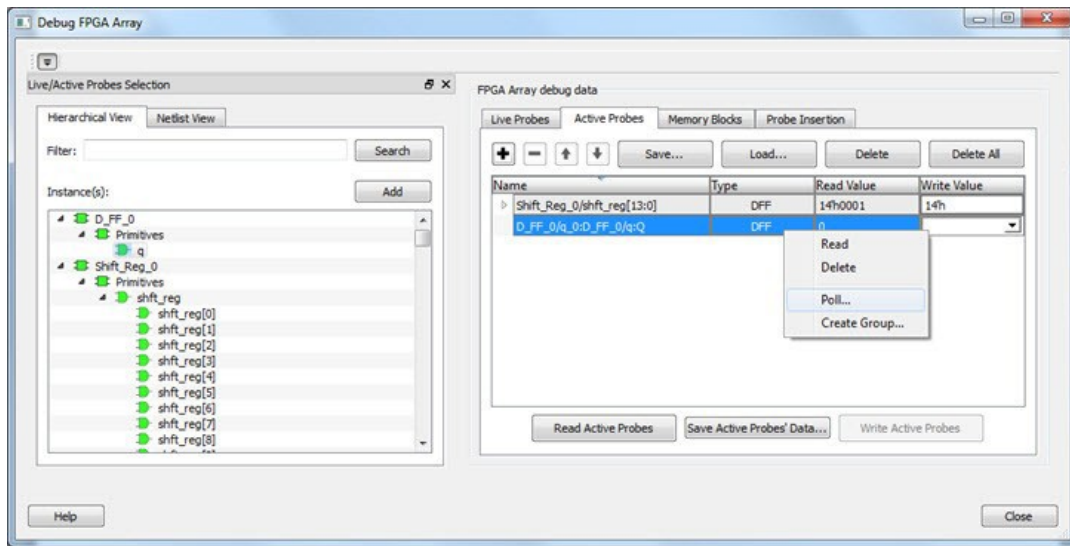 Debug FPGA Array
Live/Active Probes Selection
Hierarchical View Netlist View
Filter: Search
Instance(s): Add
D_FF_0
Primitives
q
Shift_Reg_0
Primitives
shft_reg
shft_reg[0]
shft_reg[1]
shft_reg[2]
shft_reg[3]
shft_reg[4]
shft_reg[5]
shft_reg[6]
shft_reg[7]
shft_reg[8]
FPGA Array debug data
Live Probes Active Probes Memory Blocks Probe Insertion
Save... Load... Delete Delete All
Name Type Read Value Write Value
Shift_Reg_0/shft_reg[13:0] DFF 14'h0001 14'h
D_FF_0/q_0:D_FF_0/q:Q DFF 0
Read
Delete
Poll...
Create Group...
Read Active Probes Save Active Probes' Data... Write Active Probes
Help Close